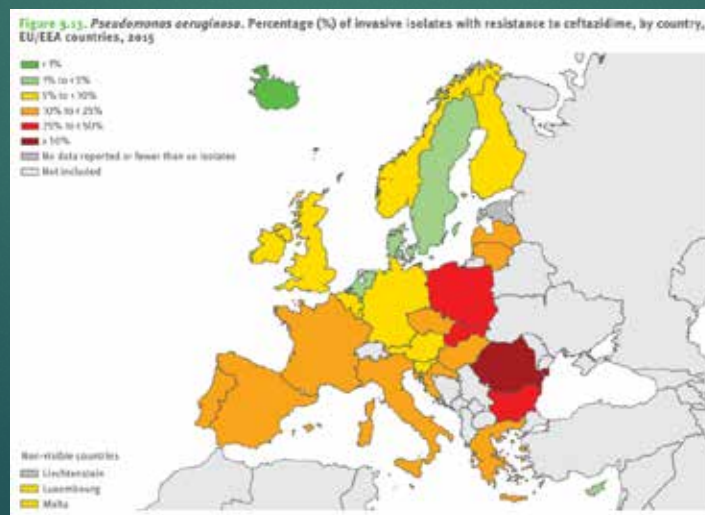 Figure 3.13. Pseudomonas aeruginosa. Percentage (%) of invasive isolates with resistance to ceftazidime, by country,
EU/EEA countries, 2015
< 1%
1% to < 5%
5% to < 10%
10% to < 25%
25% to < 50%
≥ 50%
No data reported or fewer than 10 isolates
Not included
Non-visible countries
Liechtenstein
Luxembourg
Malta